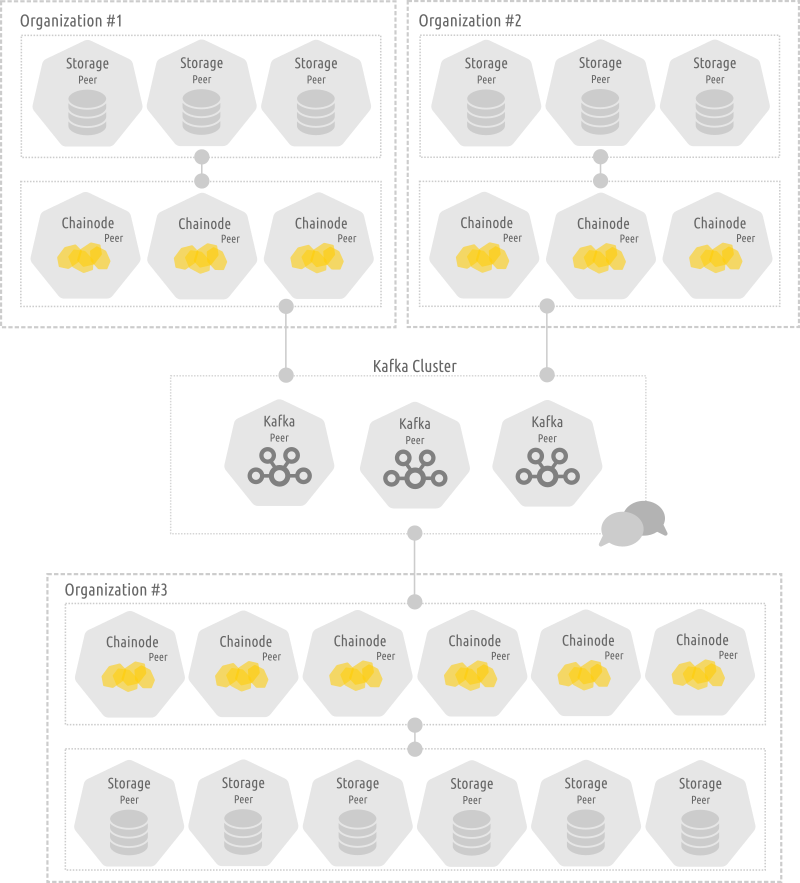 Organization #1
Storage
Peer
Storage
Peer
Storage
Peer
Chainode
Peer
Chainode
Peer
Chainode
Peer
Organization #2
Storage
Peer
Storage
Peer
Storage
Peer
Chainode
Peer
Chainode
Peer
Chainode
Peer
Kafka Cluster
Kafka
Peer
Kafka
Peer
Kafka
Peer
Organization #3
Chainode
Peer
Chainode
Peer
Chainode
Peer
Chainode
Peer
Chainode
Peer
Chainode
Peer
Storage
Peer
Storage
Peer
Storage
Peer
Storage
Peer
Storage
Peer
Storage
Peer